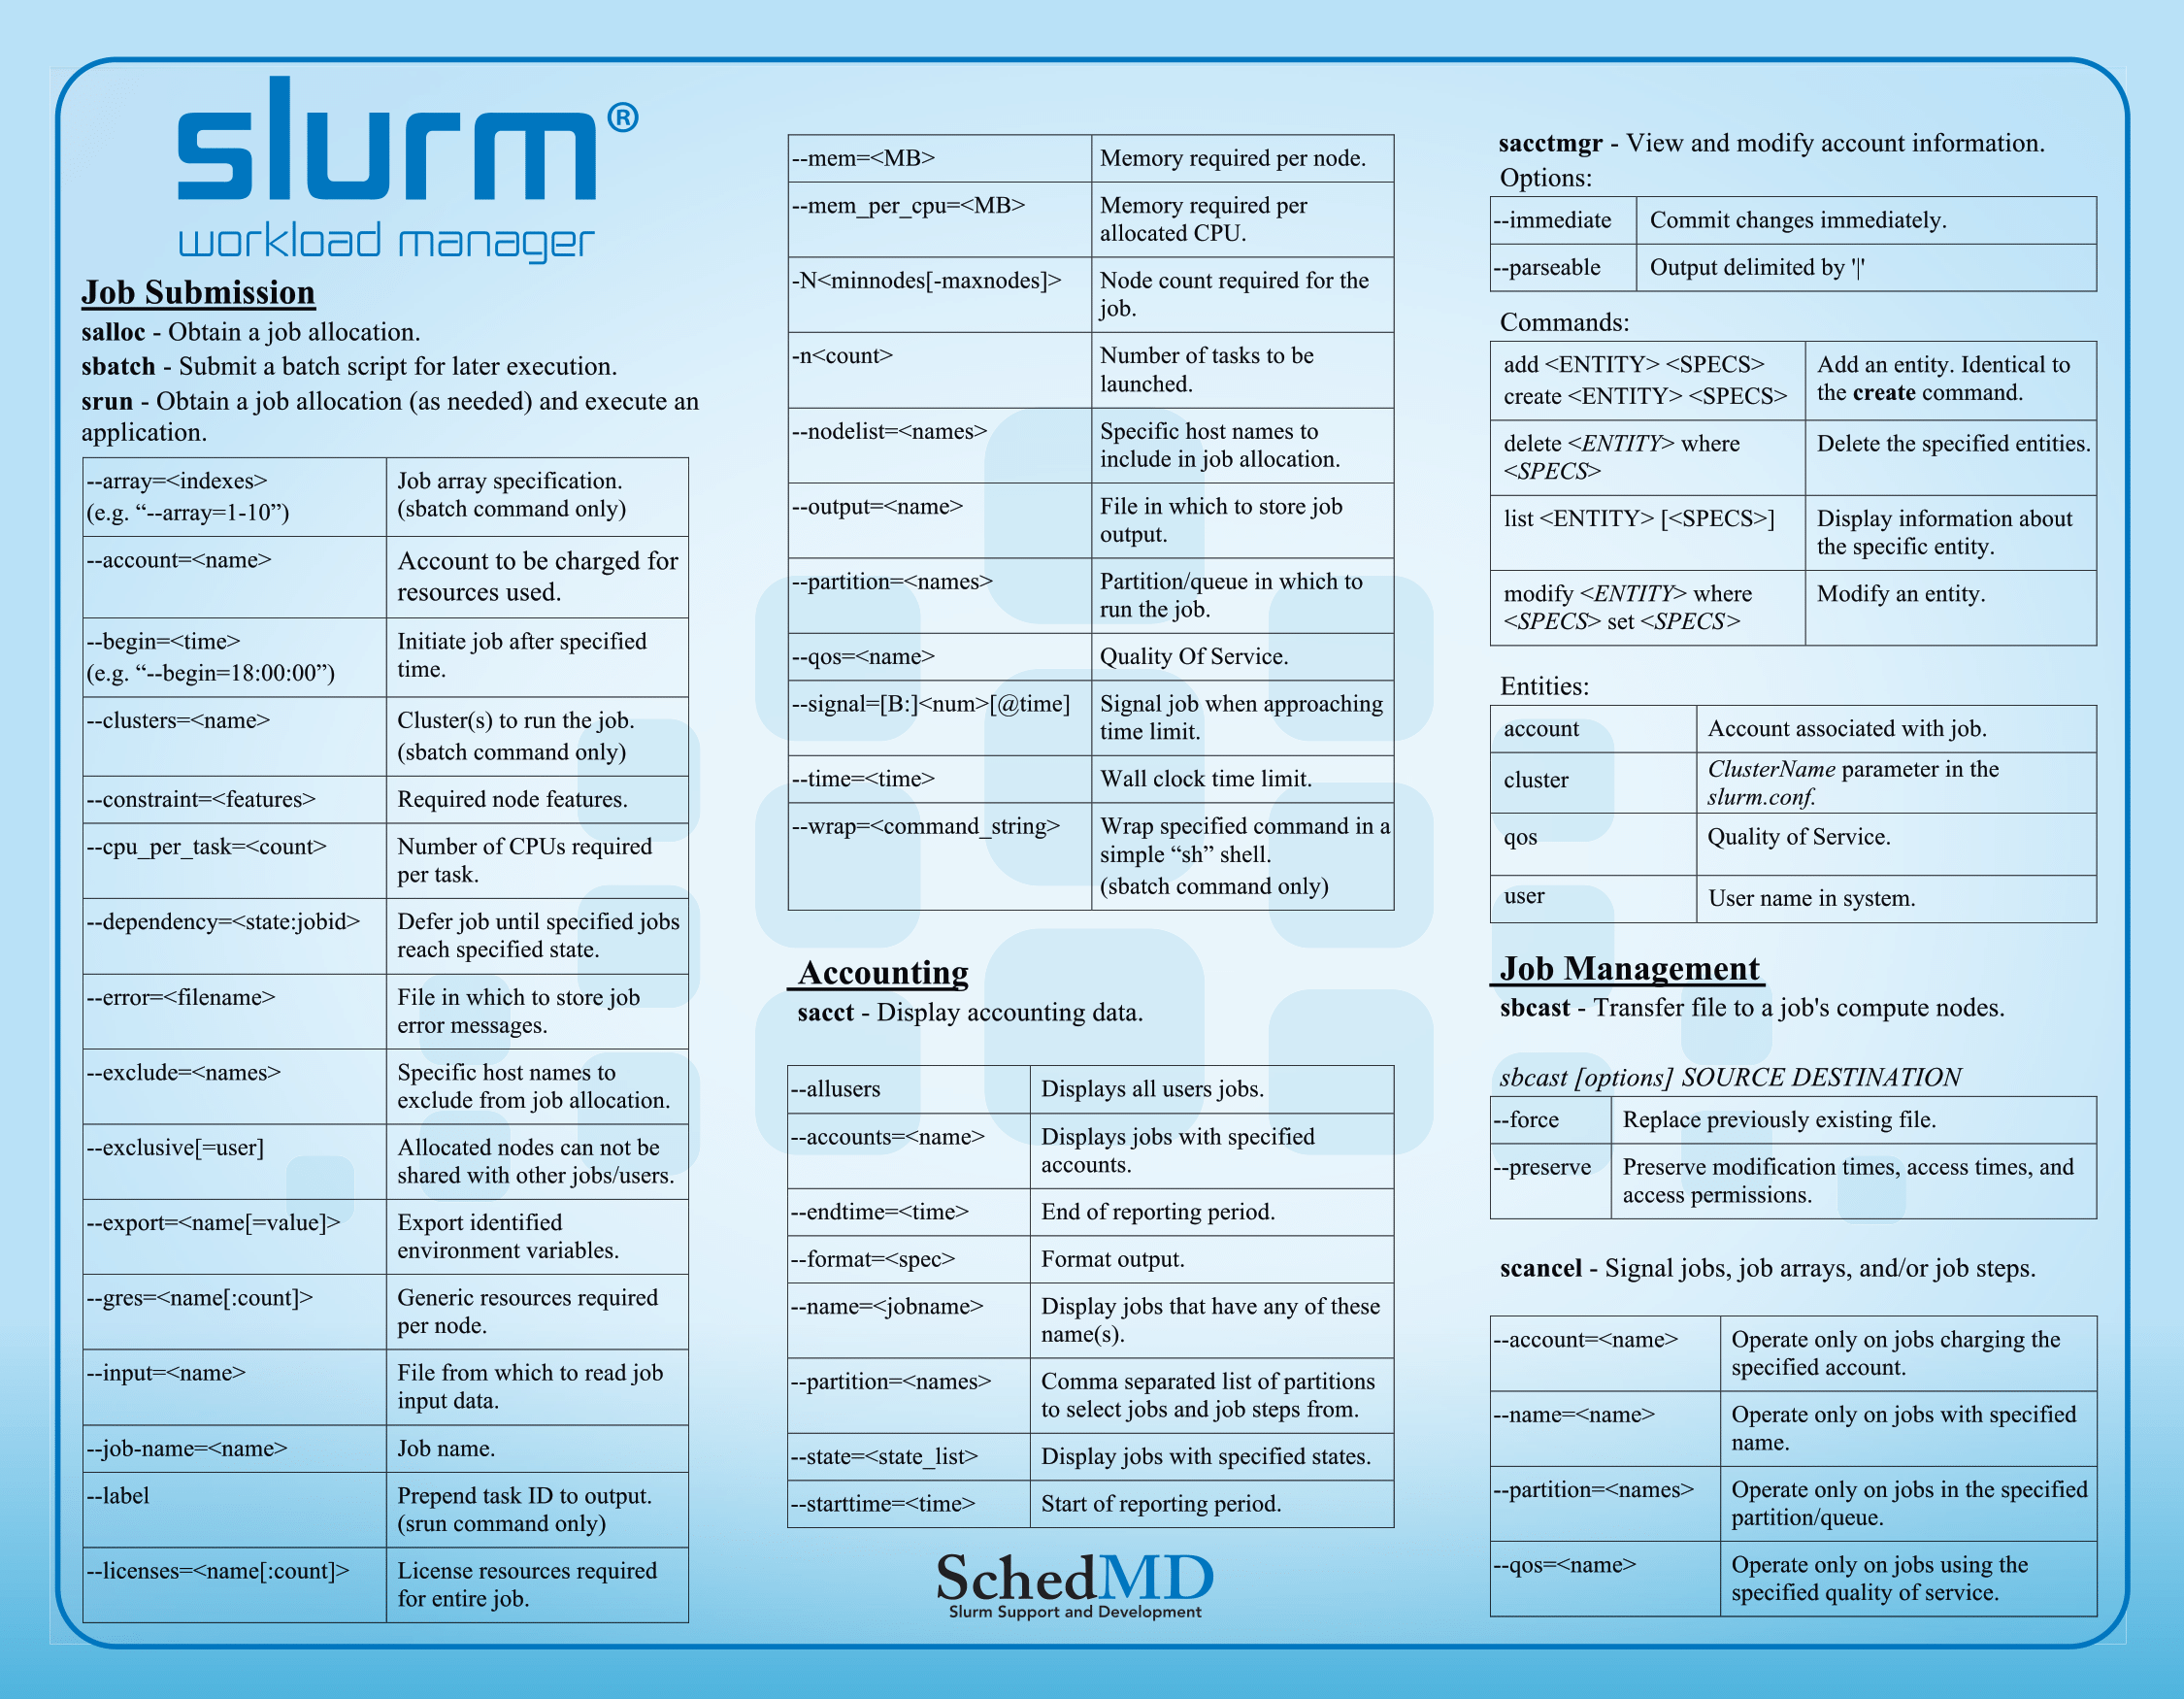 slurm®
workload manager
Job Submission
salloc - Obtain a job allocation.
sbatch - Submit a batch script for later execution.
srun - Obtain a job allocation (as needed) and execute an
application.
--array=<indexes>
(e.g. “--array=1-10”)
Job array specification.
(sbatch command only)
--account=<name>
Account to be charged for
resources used.
--begin=<time>
(e.g. “--begin=18:00:00”)
Initiate job after specified
time.
--clusters=<name>
Cluster(s) to run the job.
(sbatch command only)
--constraint=<features>
Required node features.
--cpu_per_task=<count>
Number of CPUs required
per task.
--dependency=<state:jobid>
Defer job until specified jobs
reach specified state.
--error=<filename>
File in which to store job
error messages.
--exclude=<names>
Specific host names to
exclude from job allocation.
--exclusive[=user]
Allocated nodes can not be
shared with other jobs/users.
--export=<name[=value]>
Export identified
environment variables.
--gres=<name[:count]>
Generic resources required
per node.
--input=<name>
File from which to read job
input data.
--job-name=<name>
Job name.
--label
Prepend task ID to output.
(srun command only)
--licenses=<name[:count]>
License resources required
for entire job.
--mem=<MB>
Memory required per node.
--mem_per_cpu=<MB>
Memory required per
allocated CPU.
-N<minnodes[-maxnodes]>
Node count required for the
job.
-n<count>
Number of tasks to be
launched.
--nodelist=<names>
Specific host names to
include in job allocation.
--output=<name>
File in which to store job
output.
--partition=<names>
Partition/queue in which to
run the job.
--qos=<name>
Quality Of Service.
--signal=[B:]<num>[@time]
Signal job when approaching
time limit.
--time=<time>
Wall clock time limit.
--wrap=<command_string>
Wrap specified command in a
simple “sh” shell.
(sbatch command only)
Accounting
sacct - Display accounting data.
--allusers
Displays all users jobs.
--accounts=<name>
Displays jobs with specified
accounts.
--endtime=<time>
End of reporting period.
--format=<spec>
Format output.
--name=<jobname>
Display jobs that have any of these
name(s).
--partition=<names>
Comma separated list of partitions
to select jobs and job steps from.
--state=<state_list>
Display jobs with specified states.
--starttime=<time>
Start of reporting period.
SchedMD
Slurm Support and Development
sacctmgr - View and modify account information.
Options:
--immediate
Commit changes immediately.
--parseable
Output delimited by '|'
Commands:
add <ENTITY> <SPECS>
create <ENTITY> <SPECS>
Add an entity. Identical to
the create command.
delete <ENTITY> where
<SPECS>
Delete the specified entities.
list <ENTITY> [<SPECS>]
Display information about
the specific entity.
modify <ENTITY> where
<SPECS> set <SPECS>
Modify an entity.
Entities:
account
Account associated with job.
cluster
ClusterName parameter in the
slurm.conf.
qos
Quality of Service.
user
User name in system.
Job Management
sbcast - Transfer file to a job's compute nodes.
sbcast [options] SOURCE DESTINATION
--force
Replace previously existing file.
--preserve
Preserve modification times, access times, and
access permissions.
scancel - Signal jobs, job arrays, and/or job steps.
--account=<name>
Operate only on jobs charging the
specified account.
--name=<name>
Operate only on jobs with specified
name.
--partition=<names>
Operate only on jobs in the specified
partition/queue.
--qos=<name>
Operate only on jobs using the
specified quality of service.